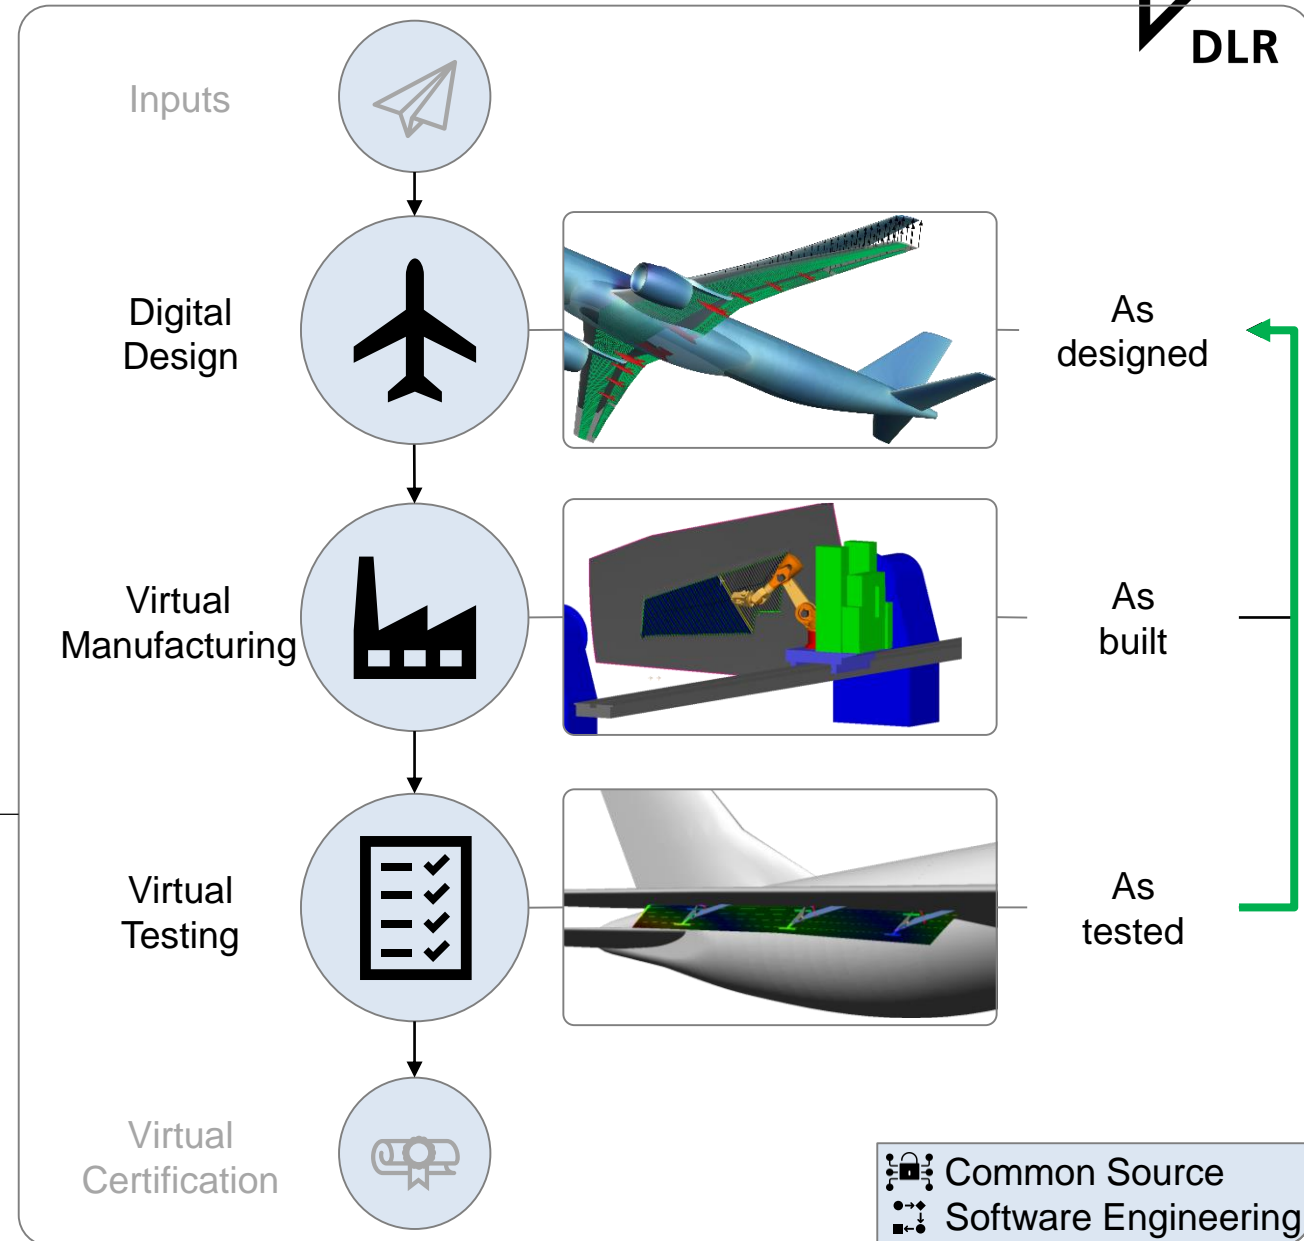 DLR
Inputs
Digital
Design
As
designed
Virtual
Manufacturing
As
built
Virtual
Testing
As
tested
Virtual
Certification
Common Source
Software Engineering